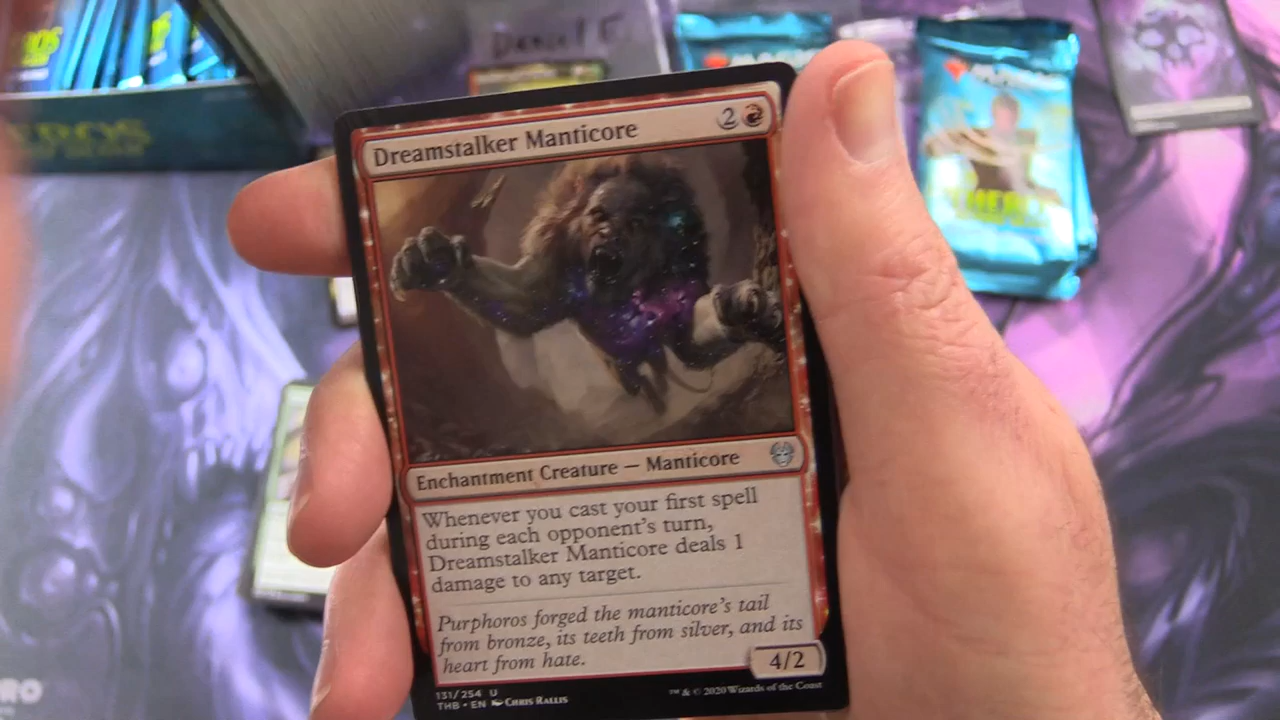 Dreamstalker Manticore
2
Enchantment Creature — Manticore
Whenever you cast your first spell
during each opponent's turn,
Dreamstalker Manticore deals 1
damage to any target.
Purphoros forged the manticore's tail
from bronze, its teeth from silver, and its
heart from hate.
4/2
131/254 U
THB • EN Chris Rallis
™ & © 2020 Wizards of the Coast